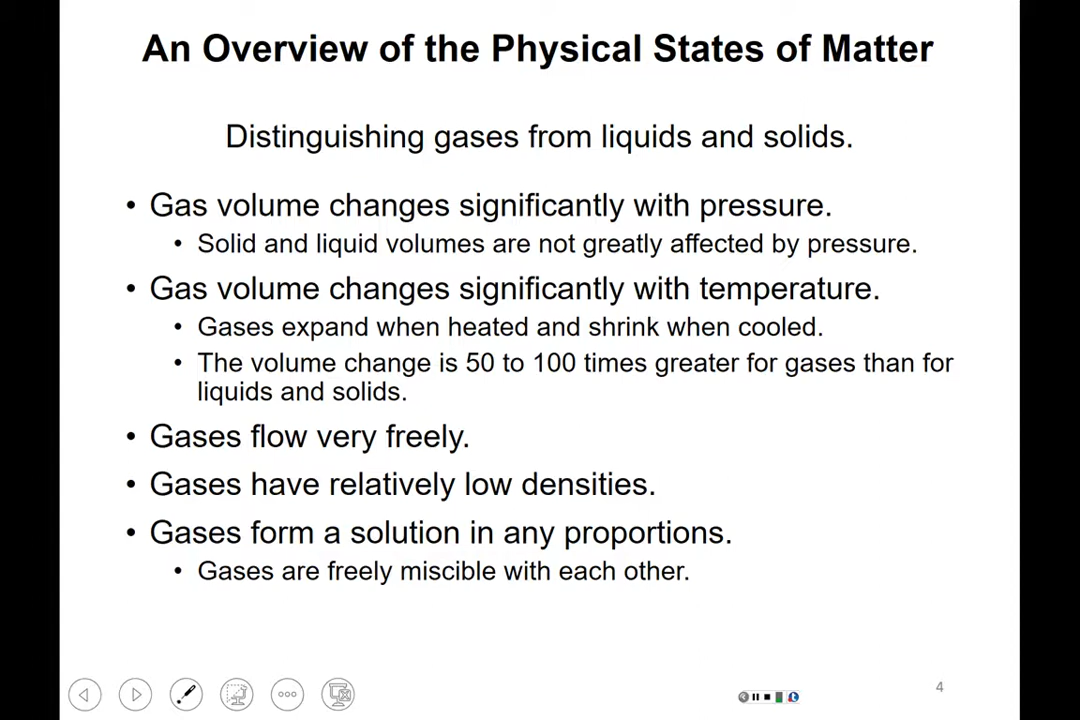 An Overview of the Physical States of Matter
Distinguishing gases from liquids and solids.
• Gas volume changes significantly with pressure.
• Solid and liquid volumes are not greatly affected by pressure.
• Gas volume changes significantly with temperature.
• Gases expand when heated and shrink when cooled.
• The volume change is 50 to 100 times greater for gases than for
liquids and solids.
• Gases flow very freely.
• Gases have relatively low densities.
• Gases form a solution in any proportions.
• Gases are freely miscible with each other.
4